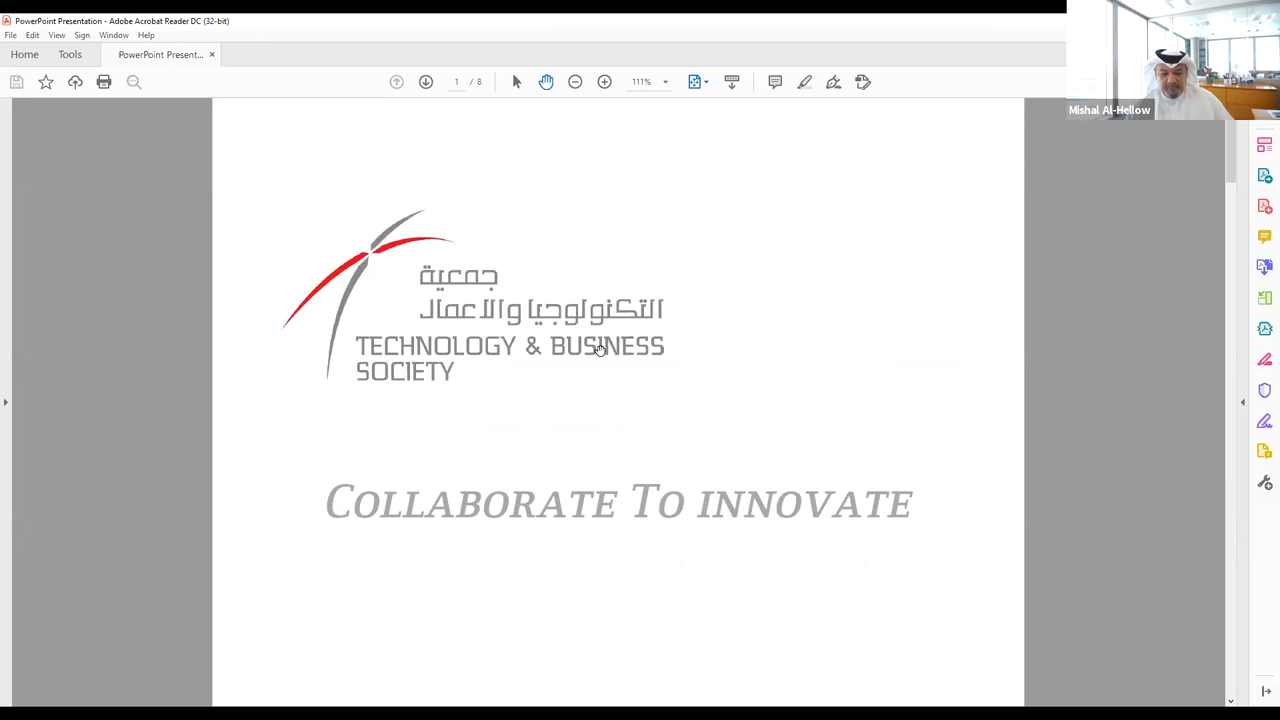 PowerPoint Presentation - Adobe Acrobat Reader DC (32-bit)
File Edit View Sign Window Help
Home Tools PowerPoint Present... ×
1 / 8 111%
Mishal Al-Hellow
جمعية
التكنولوجيا والاعمال
TECHNOLOGY & BUSINESS
SOCIETY
COLLABORATE TO INNOVATE